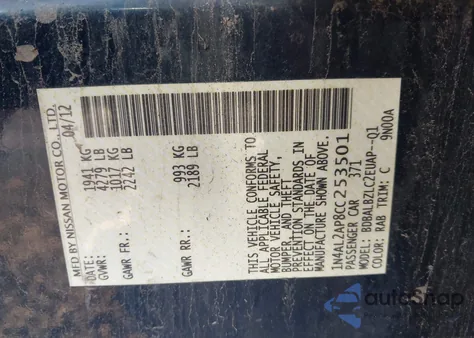 MFD BY NISSAN MOTOR CO., LTD.
DATE: 04/12
GVWR: 1941 KG
4279 LB
GAWR FR.: 1017 KG
2242 LB
GAWR RR.: 993 KG
2189 LB
THIS VEHICLE CONFORMS TO
ALL APPLICABLE FEDERAL
MOTOR VEHICLE SAFETY,
BUMPER, AND THEFT
PREVENTION STANDARDS IN
EFFECT ON THE DATE OF
MANUFACTURE SHOWN ABOVE.
1N4AL2AP8CC253501
PASSENGER CAR 371
MODEL: BDBALBZLC2EUAP--Q1
COLOR: RAB TRIM: C 9N00A
autoSnap